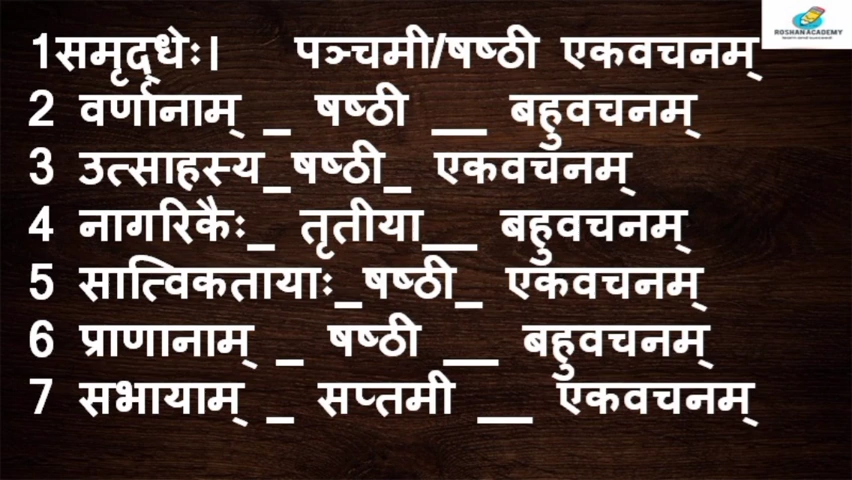 1समृद्धेः। पञ्चमी/षष्ठी एकवचनम्
ROSHAN ACADEMY
2 वर्णानाम् _ षष्ठी __ बहुवचनम्
3 उत्साहस्य_षष्ठी_ एकवचनम्
4 नागरिकैः_ तृतीया__ बहुवचनम्
5 सात्विकतायाः_षष्ठी_ एकवचनम्
6 प्राणानाम् _ षष्ठी __ बहुवचनम्
7 सभायाम् _ सप्तमी __ एकवचनम्